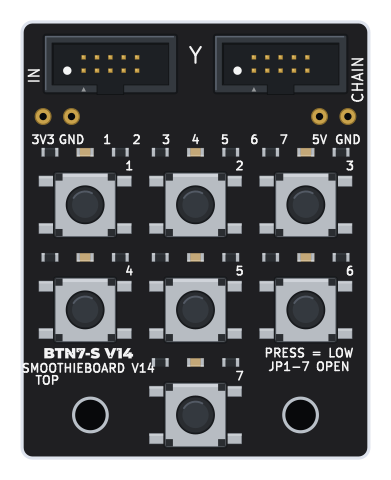 IN
Y
CHAIN
3V3 GND 1 2 3 4 5 6 7 5V GND
1 2 3
4 5 6
BTN7-S V14
SMOOTHIEBOARD V14
TOP
PRESS = LOW
JP1-7 OPEN
7